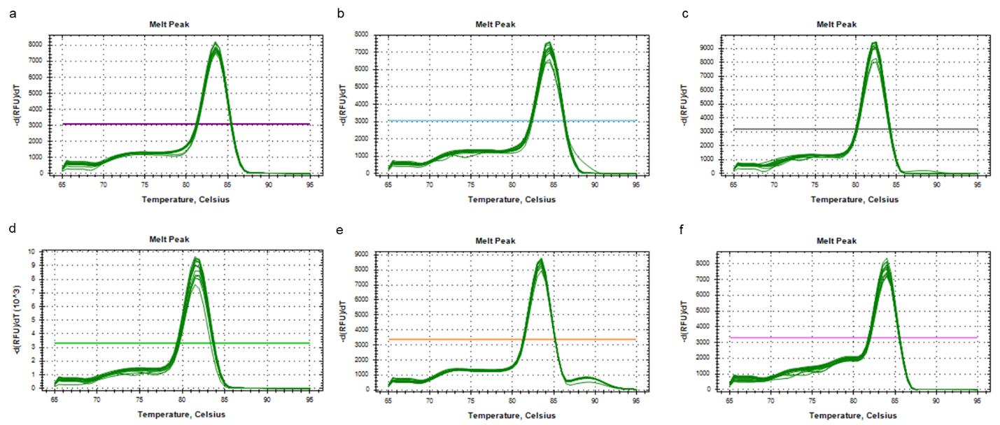 a
Melt Peak
8000
7000
6000
5000
4000
3000
2000
1000
0
-d(RFU)/dT
65 70 75 80 85 90 95
Temperature, Celsius
b
Melt Peak
8000
7000
6000
5000
4000
3000
2000
1000
0
-d(RFU)/dT
65 70 75 80 85 90 95
Temperature, Celsius
c
Melt Peak
9000
8000
7000
6000
5000
4000
3000
2000
1000
0
-d(RFU)/dT
65 70 75 80 85 90 95
Temperature, Celsius
d
Melt Peak
10
9
8
7
6
5
4
3
2
1
0
-d(RFU)/dT (10^3)
65 70 75 80 85 90 95
Temperature, Celsius
e
Melt Peak
9000
8000
7000
6000
5000
4000
3000
2000
1000
0
-d(RFU)/dT
65 70 75 80 85 90 95
Temperature, Celsius
f
Melt Peak
8000
7000
6000
5000
4000
3000
2000
1000
0
-d(RFU)/dT
65 70 75 80 85 90 95
Temperature, Celsius